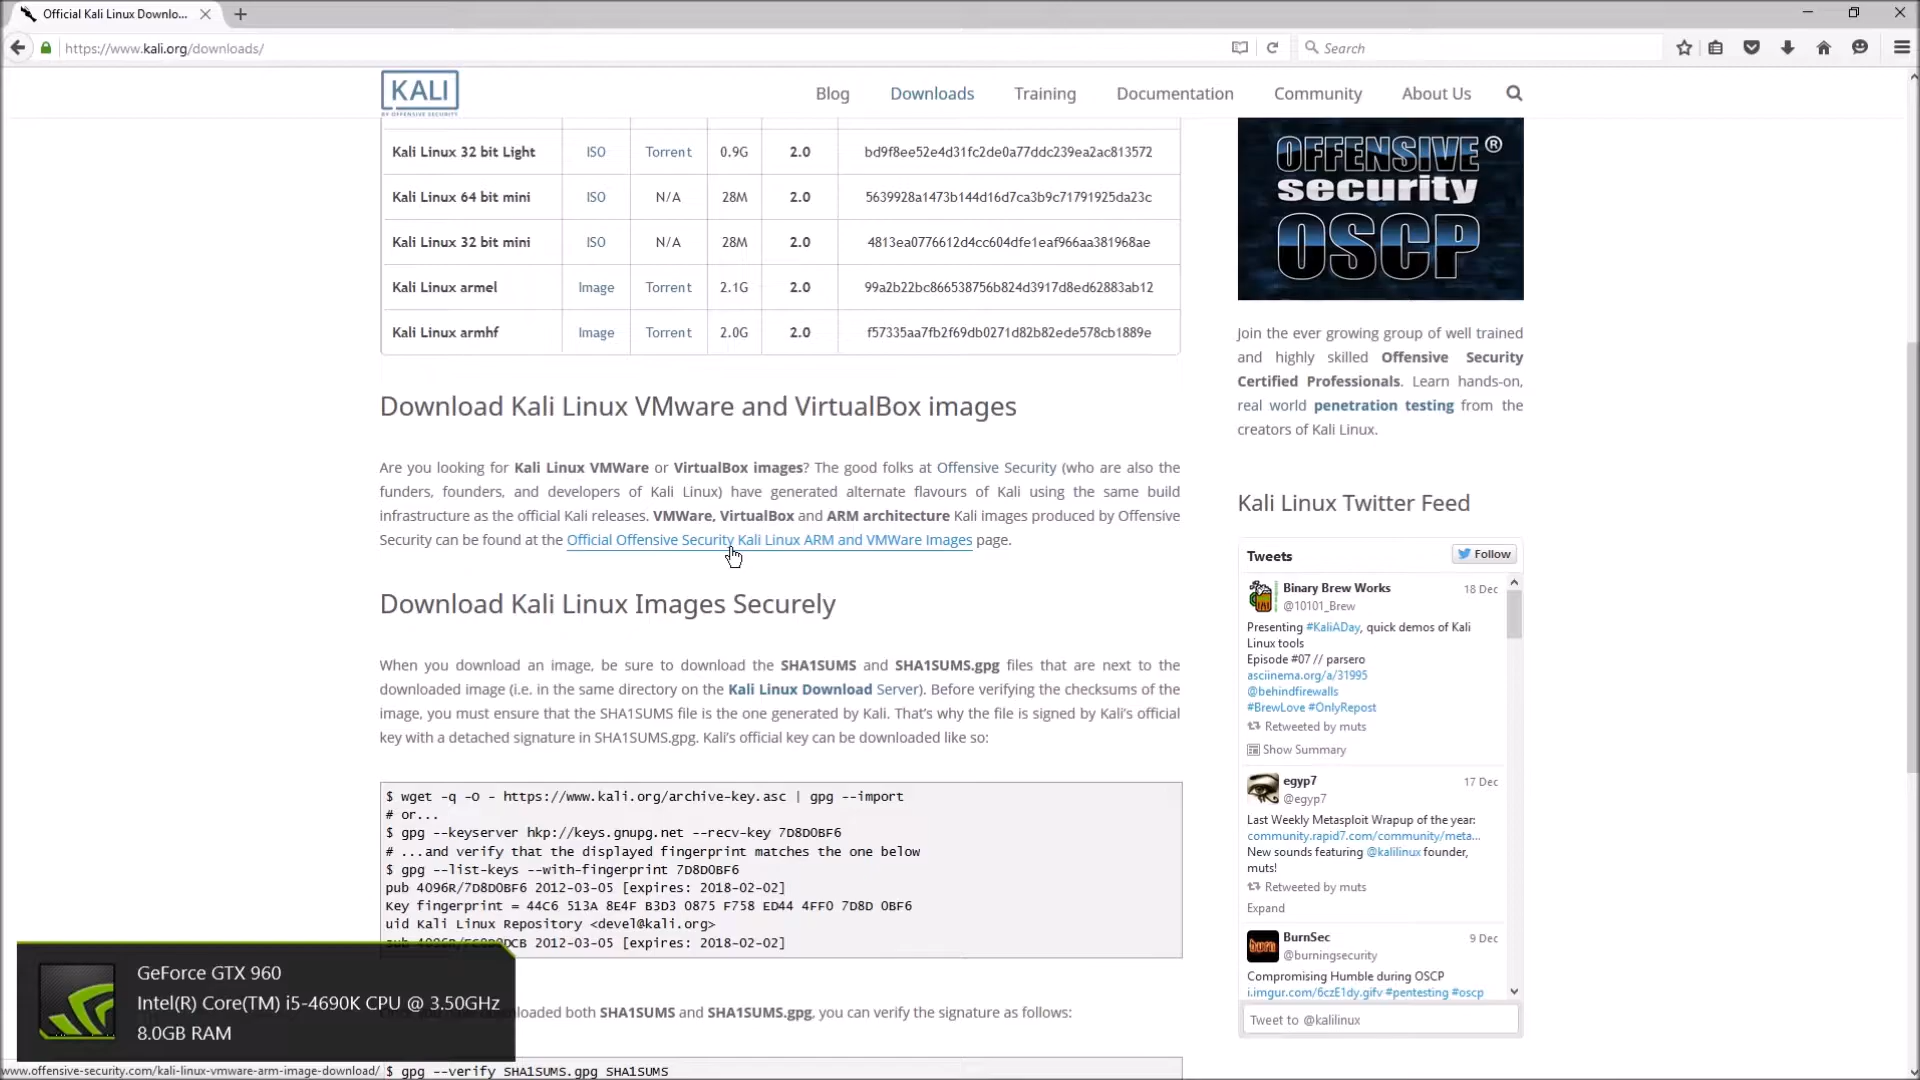 Official Kali Linux Downlo...
https://www.kali.org/downloads/
Search
KALI
BY OFFENSIVE SECURITY
Blog
Downloads
Training
Documentation
Community
About Us
Kali Linux 32 bit Light ISO Torrent 0.9G 2.0 bd9f8ee52e4d31fc2de0a77ddc239ea2ac813572
Kali Linux 64 bit mini ISO N/A 28M 2.0 5639928a1473b144d16d7ca3b9c71791925da23c
Kali Linux 32 bit mini ISO N/A 28M 2.0 4813ea0776612d4cc604dfe1eaf966aa381968ae
Kali Linux armel Image Torrent 2.1G 2.0 99a2b22bc866538756b824d3917d8ed62883ab12
Kali Linux armhf Image Torrent 2.0G 2.0 f57335aa7fb2f69db0271d82b82ede578cb1889e
Download Kali Linux VMware and VirtualBox images
Are you looking for Kali Linux VMWare or VirtualBox images? The good folks at Offensive Security (who are also the
funders, founders, and developers of Kali Linux) have generated alternate flavours of Kali using the same build
infrastructure as the official Kali releases. VMWare, VirtualBox and ARM architecture Kali images produced by Offensive
Security can be found at the Official Offensive Security Kali Linux ARM and VMWare Images page.
Download Kali Linux Images Securely
When you download an image, be sure to download the SHA1SUMS and SHA1SUMS.gpg files that are next to the
downloaded image (i.e. in the same directory on the Kali Linux Download Server). Before verifying the checksums of the
image, you must ensure that the SHA1SUMS file is the one generated by Kali. That's why the file is signed by Kali's official
key with a detached signature in SHA1SUMS.gpg. Kali's official key can be downloaded like so:
$ wget -q -O - https://www.kali.org/archive-key.asc | gpg --import
# or...
$ gpg --keyserver hkp://keys.gnupg.net --recv-key 7D8D0BF6
# ...and verify that the displayed fingerprint matches the one below
$ gpg --list-keys --with-fingerprint 7D8D0BF6
pub 4096R/7D8D0BF6 2012-03-05 [expires: 2018-02-02]
Key fingerprint = 44C6 513A 8E4F B3D3 0875 F758 ED44 4FF0 7D8D 0BF6
uid Kali Linux Repository <devel@kali.org>
2012-03-05 [expires: 2018-02-02]
loaded both SHA1SUMS and SHA1SUMS.gpg, you can verify the signature as follows:
$ gpg --verify SHA1SUMS.gpg SHA1SUMS
OFFENSIVE ®
security
OSCP
Join the ever growing group of well trained
and highly skilled Offensive Security
Certified Professionals. Learn hands-on,
real world penetration testing from the
creators of Kali Linux.
Kali Linux Twitter Feed
Tweets
Follow
Binary Brew Works 18 Dec
@10101_Brew
Presenting #KaliADay, quick demos of Kali
Linux tools
Episode #07 // parsero
asciinema.org/a/31995
@behindfirewalls
#BrewLove #OnlyRepost
Retweeted by muts
Show Summary
egyp7 17 Dec
@egyp7
Last Weekly Metasploit Wrapup of the year:
community.rapid7.com/community/meta...
New sounds featuring @kalilinux founder,
muts!
Retweeted by muts
Expand
BurnSec 9 Dec
@burningsecurity
Compromising Humble during OSCP
i.imgur.com/6czE1dy.gifv #pentesting #oscp
Tweet to @kalilinux
GeForce GTX 960
Intel(R) Core(TM) i5-4690K CPU @ 3.50GHz
8.0GB RAM
www.offensive-security.com/kali-linux-vmware-arm-image-download/